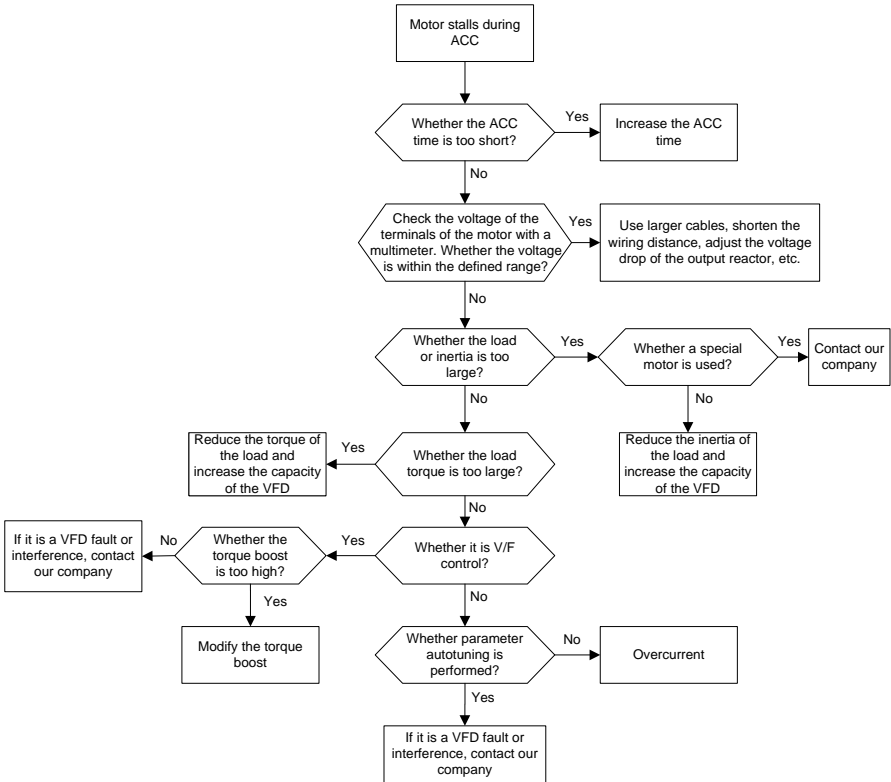 Motor stalls during
ACC
Whether the ACC
time is too short?
Yes
Increase the ACC
time
No
Check the voltage of the
terminals of the motor with a
multimeter. Whether the voltage
is within the defined range?
Yes
Use larger cables, shorten the
wiring distance, adjust the voltage
drop of the output reactor, etc.
No
Whether the load
or inertia is too
large?
Yes
Whether a special
motor is used?
Yes
Contact our
company
No
No
Reduce the torque of
the load and
increase the capacity
of the VFD
Yes
Whether the load
torque is too large?
Reduce the inertia of
the load and
increase the capacity
of the VFD
No
If it is a VFD fault or
interference, contact
our company
No
Whether the
torque boost
is too high?
Yes
Whether it is V/F
control?
Yes
No
Modify the torque
boost
Whether parameter
autotuning is
performed?
No
Overcurrent
Yes
If it is a VFD fault or
interference, contact our
company